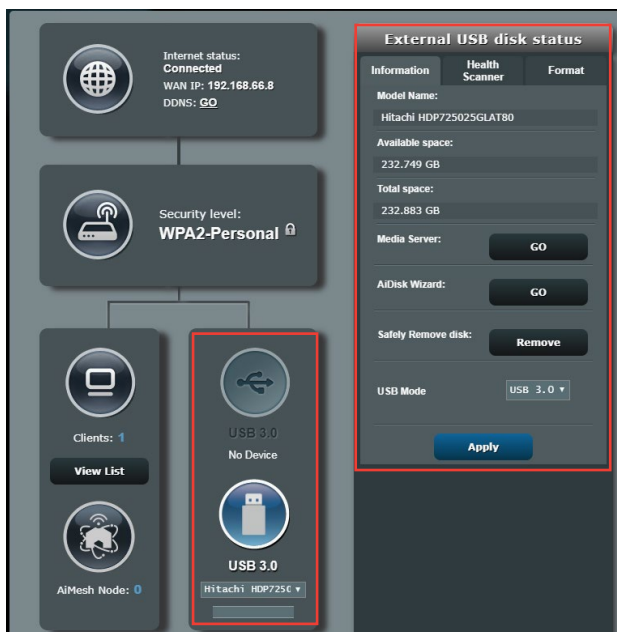 Internet status:
Connected
WAN IP: 192.168.66.8
DDNS: GO
Security level:
WPA2-Personal
Clients: 1
View List
AiMesh Node: 0
USB 3.0
No Device
USB 3.0
Hitachi HDP725C
External USB disk status
Information
Health
Scanner
Format
Model Name:
Hitachi HDP725025GLAT80
Available space:
232.749 GB
Total space:
232.883 GB
Media Server:
GO
AiDisk Wizard:
GO
Safely Remove disk:
Remove
USB Mode
USB 3.0
Apply